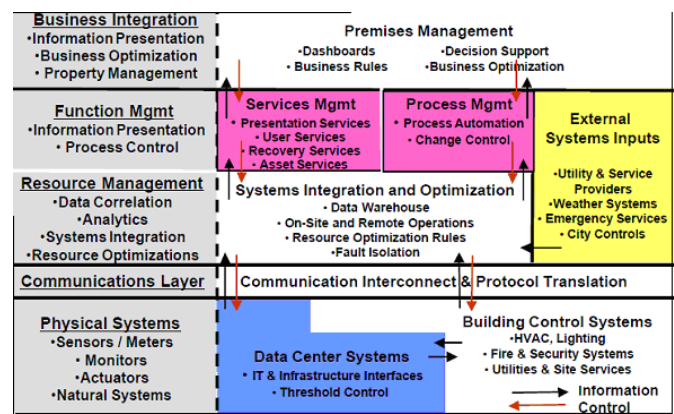 Business Integration
•Information Presentation
•Business Optimization
•Property Management
Premises Management
•Dashboards
•Decision Support
•Business Rules
•Business Optimization
Function Mgmt
•Information Presentation
•Process Control
Services Mgmt
•Presentation Services
•User Services
•Recovery Services
•Asset Services
Process Mgmt
•Process Automation
•Change Control
External
Systems Inputs
•Utility & Service
Providers
•Weather Systems
•Emergency Services
•City Controls
Resource Management
•Data Correlation
•Analytics
•Systems Integration
•Resource Optimizations
Systems Integration and Optimization
•Data Warehouse
•On-Site and Remote Operations
•Resource Optimization Rules
•Fault Isolation
Communications Layer
Communication Interconnect & Protocol Translation
Physical Systems
•Sensors / Meters
•Monitors
•Actuators
•Natural Systems
Data Center Systems
•IT & Infrastructure Interfaces
•Threshold Control
Building Control Systems
•HVAC, Lighting
•Fire & Security Systems
•Utilities & Site Services
Information
Control